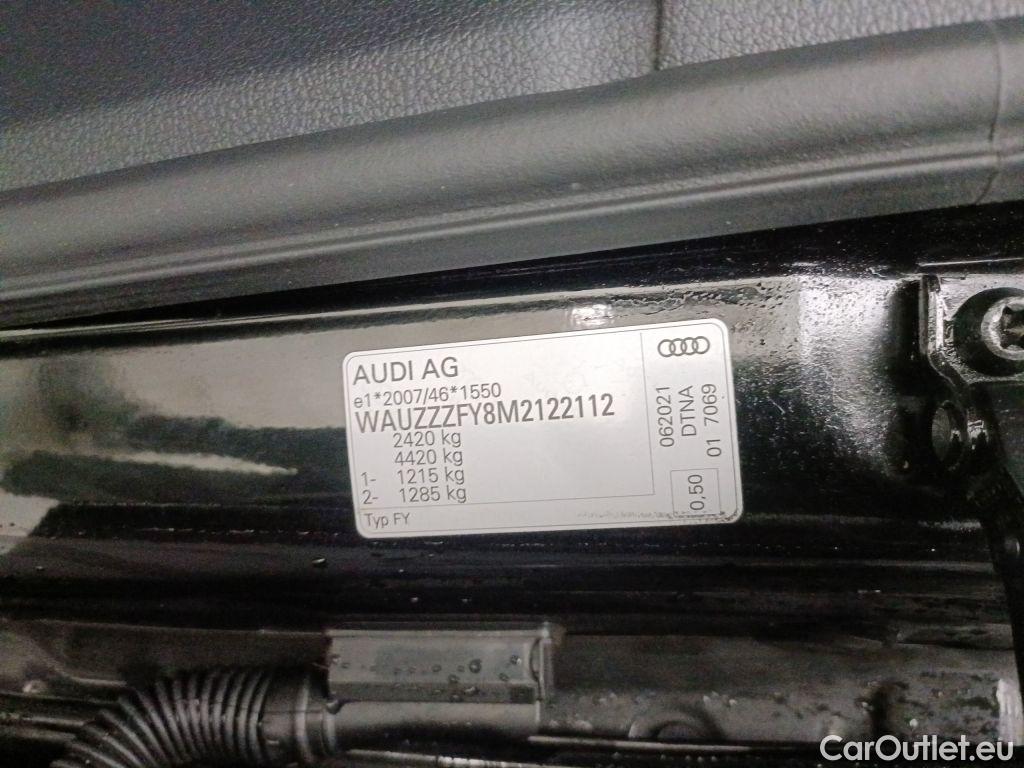 AUDI AG
e1*2007/46*1550
WAUZZZFY8M2122112
2420 kg
4420 kg
1- 1215 kg
2- 1285 kg
Typ FY
062021
DTNA
01 7069
0,50
CarOutlet.eu